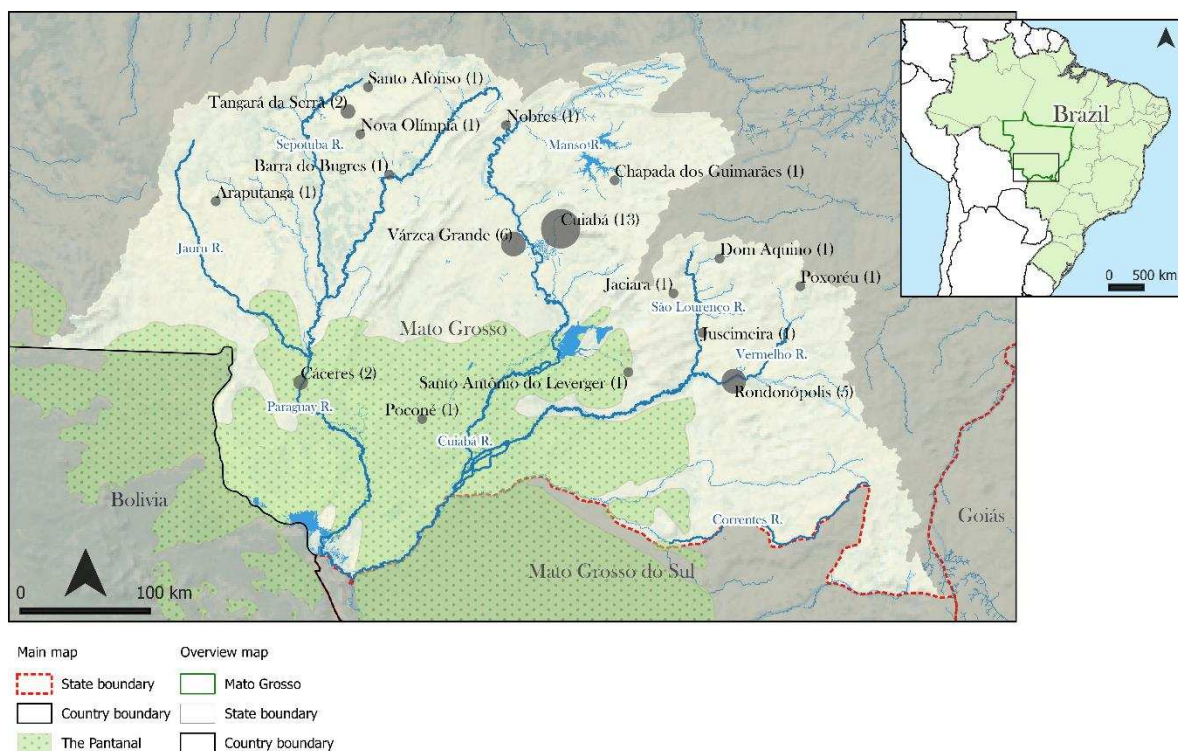 Santo Afonso (1)
Tangará da Serra (2)
Nova Olímpia (1)
Nobres (1)
Sepotuba R.
Manso R.
Barra do Bugres (1)
Chapada dos Guimarães (1)
Araputanga (1)
Cuiabá (13)
Várzea Grande (6)
Jauru R.
Dom Aquino (1)
Jaciara (1)
Poxoréu (1)
São Lourenço R.
Mato Grosso
Juscimeira (1)
Vermelho R.
Cáceres (2)
Santo Antônio do Leverger (1)
Rondonópolis (5)
Paraguay R.
Poconé (1)
Cuiabá R.
Bolivia
Correntes R.
Goiás
Mato Grosso do Sul
0 100 km
Brazil
0 500 km
Main map
State boundary
Country boundary
The Pantanal
Overview map
Mato Grosso
State boundary
Country boundary